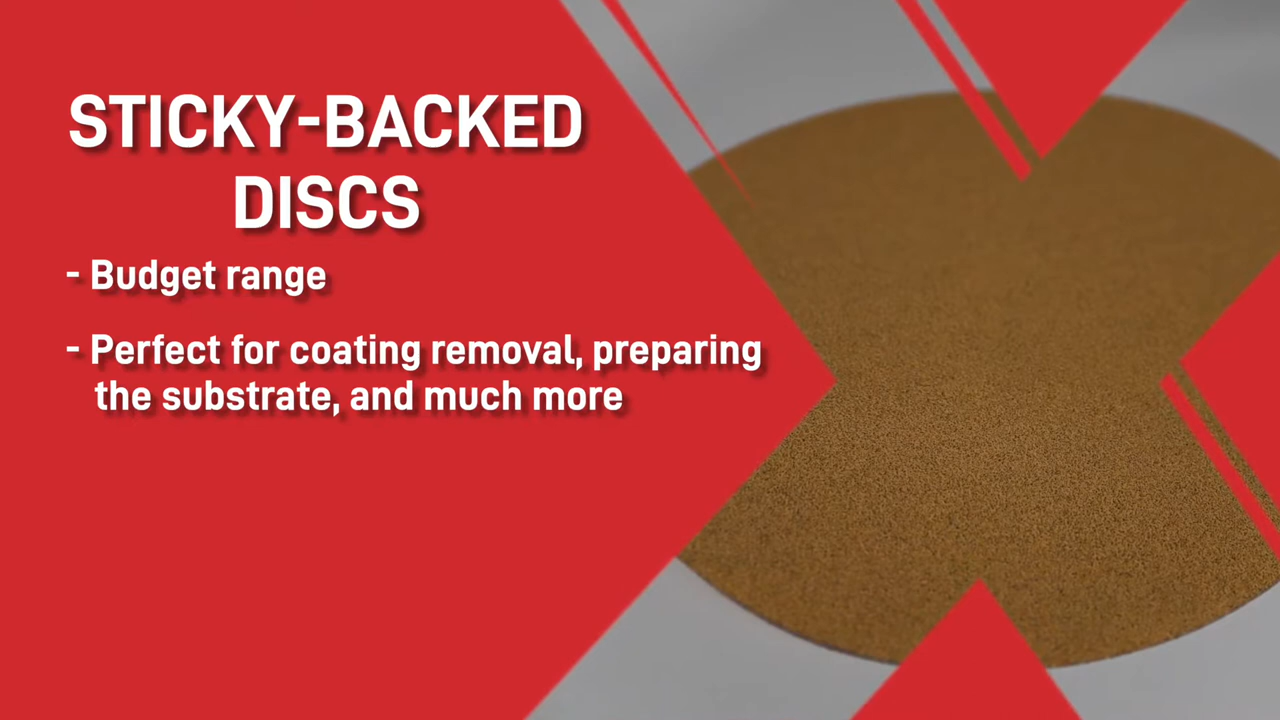 STICKY-BACKED
DISCS
- Budget range
- Perfect for coating removal, preparing
the substrate, and much more